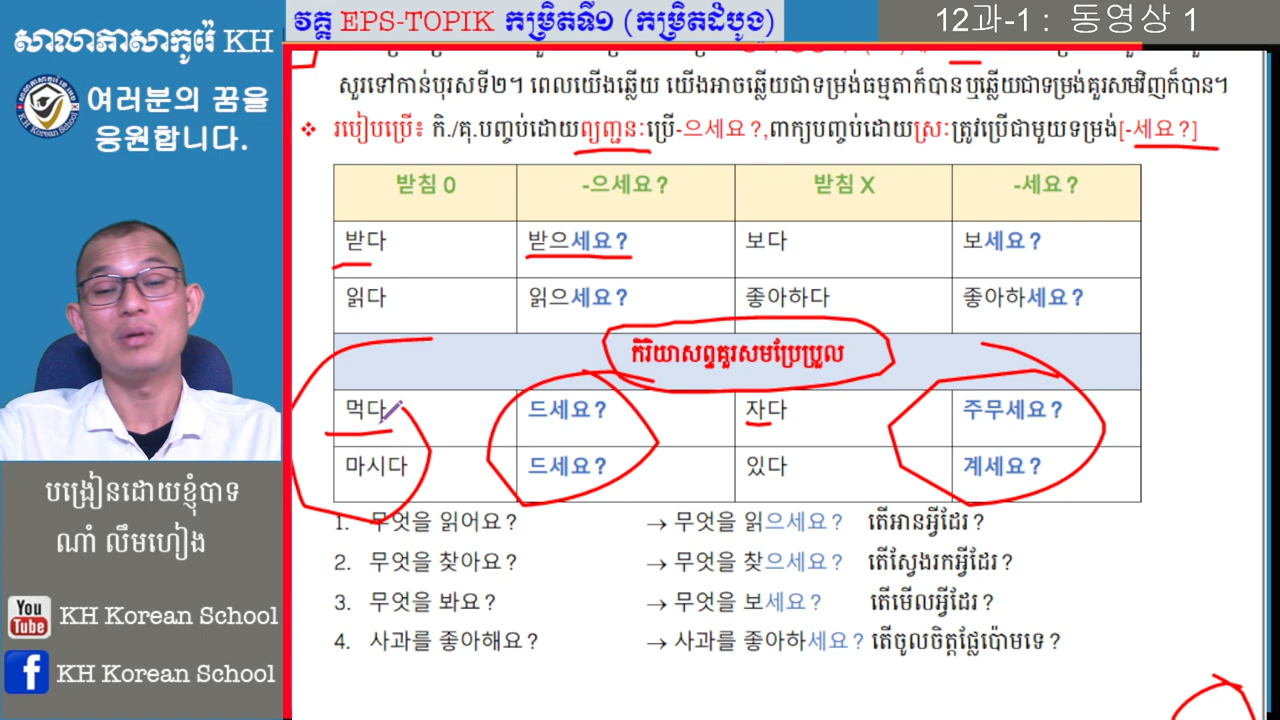 សាលាភាសាកូរ៉េ KH
여러분의 꿈을
응원합니다.
វគ្គ EPS-TOPIK កម្រិតទី១ (កម្រិតដំបូង)
12과-1 : 동영상 1
សួរទៅកាន់បុរសទី២។ ពេលយើងឆ្លើយ យើងអាចឆ្លើយជាទម្រង់ធម្មតាក៏បានឬឆ្លើយជាទម្រង់គួរសមវិញក៏បាន។
❖ របៀបប្រើ៖ កិ./គុ.បញ្ចប់ដោយព្យញ្ជនៈប្រើ-으세요?,ពាក្យបញ្ចប់ដោយស្រៈត្រូវប្រើជាមួយទម្រង់[-세요?]
받침 0 -으세요? 받침 X -세요?
받다 받으세요? 보다 보세요?
읽다 읽으세요? 좋아하다 좋아하세요?
កិរិយាសព្ទគួរសមប្រែប្រួល
먹다 드세요? 자다 주무세요?
마시다 드세요? 있다 계세요?
1. 무엇을 읽어요? → 무엇을 읽으세요? តើអានអ្វីដែរ?
2. 무엇을 찾아요? → 무엇을 찾으세요? តើស្វែងរកអ្វីដែរ?
3. 무엇을 봐요? → 무엇을 보세요? តើមើលអ្វីដែរ?
4. 사과를 좋아해요? → 사과를 좋아하세요? តើចូលចិត្តផ្លែប៉ោមទេ?
បង្រៀនដោយខ្ញុំបាទ
ណាំ លឹមហៀង
You Tube KH Korean School
f KH Korean School